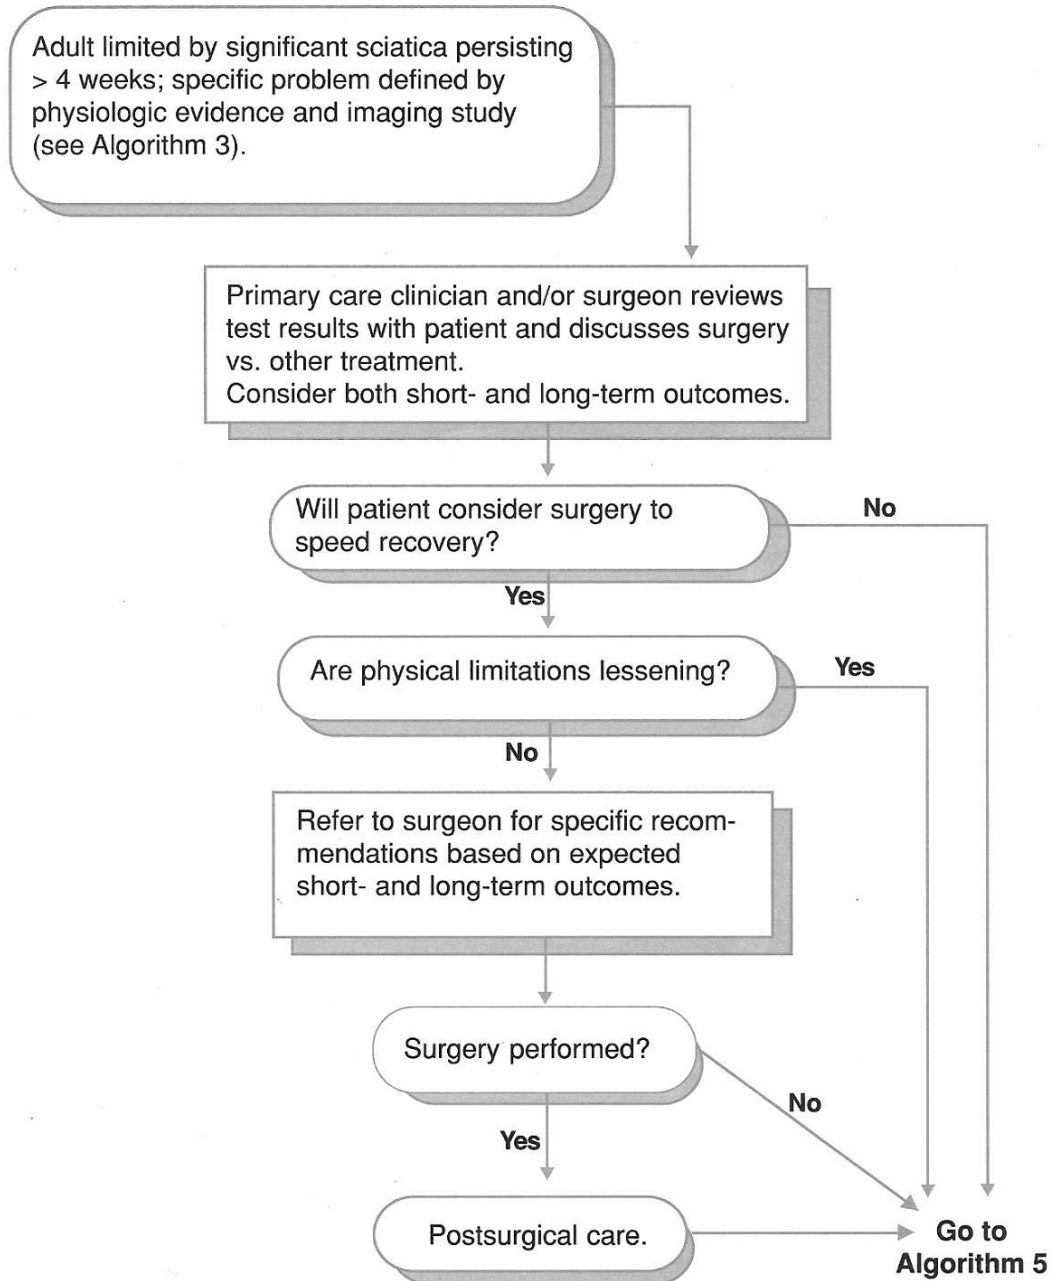 Adult limited by significant sciatica persisting
> 4 weeks; specific problem defined by
physiologic evidence and imaging study
(see Algorithm 3).
Primary care clinician and/or surgeon reviews
test results with patient and discusses surgery
vs. other treatment.
Consider both short- and long-term outcomes.
Will patient consider surgery to
speed recovery?
No
Yes
Are physical limitations lessening?
Yes
No
Refer to surgeon for specific recom-
mendations based on expected
short- and long-term outcomes.
Surgery performed?
No
Yes
Postsurgical care.
Go to
Algorithm 5